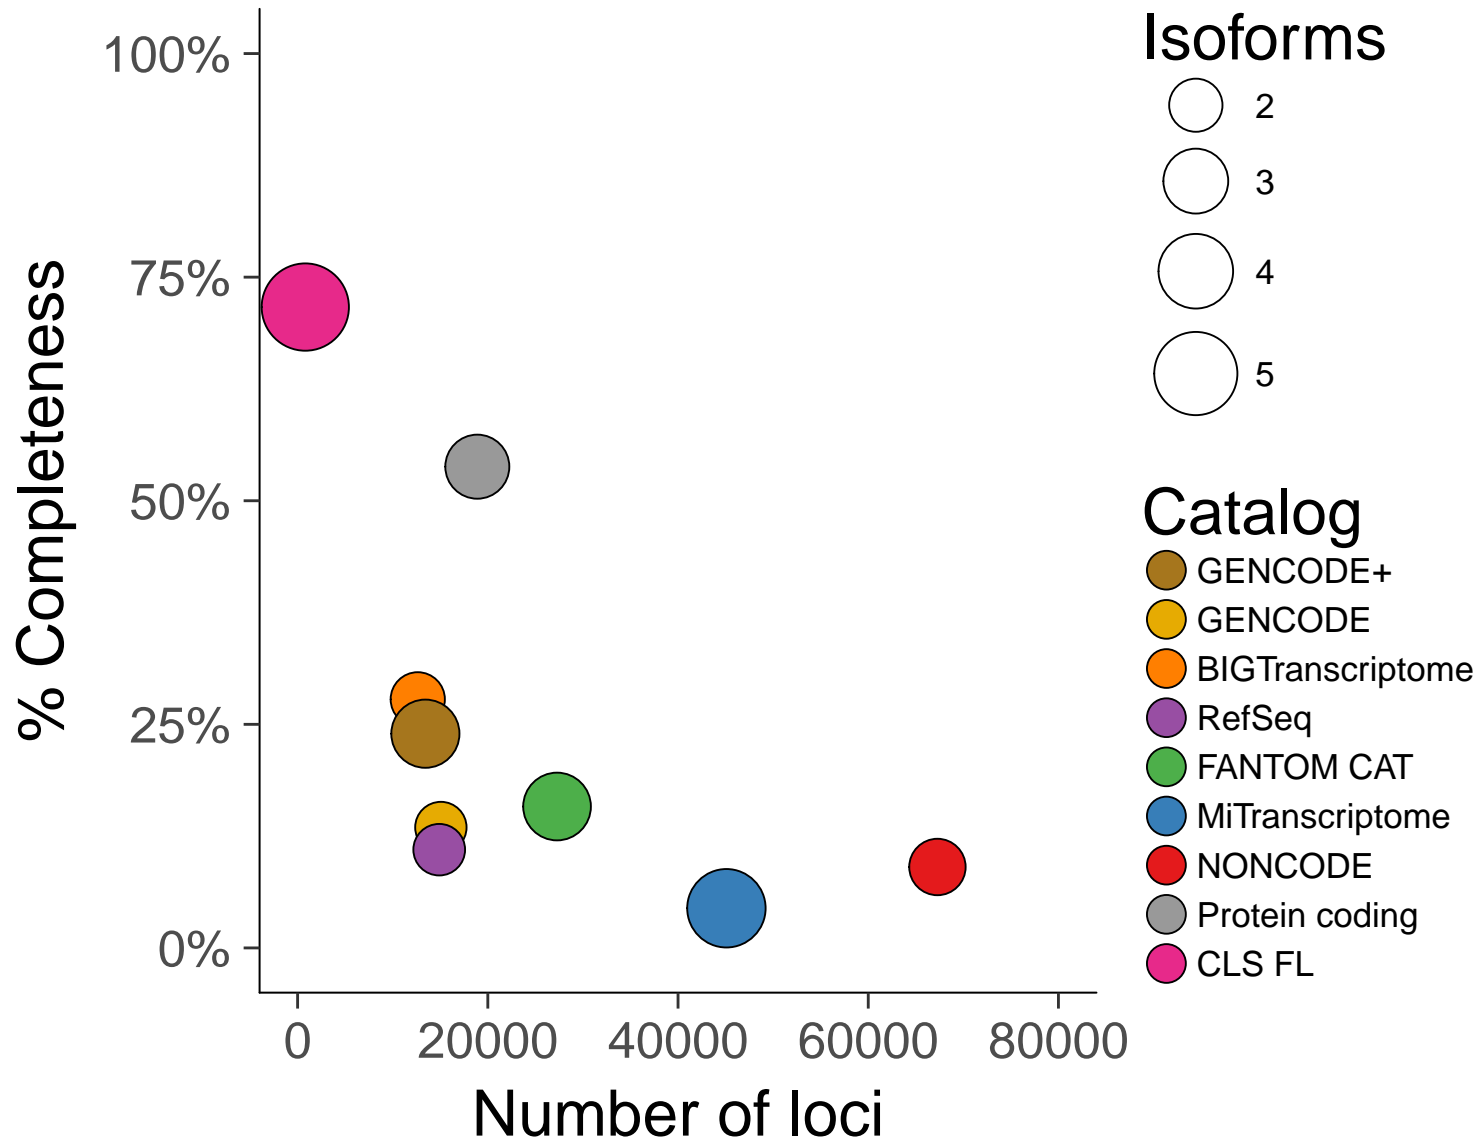 % Completeness
100%
75%
50%
25%
0%
0 20000 40000 60000 80000
Number of loci
Isoforms
2
3
4
5
Catalog
GENCODE+
GENCODE
BIGTranscriptome
RefSeq
FANTOM CAT
MiTranscriptome
NONCODE
Protein coding
CLS FL